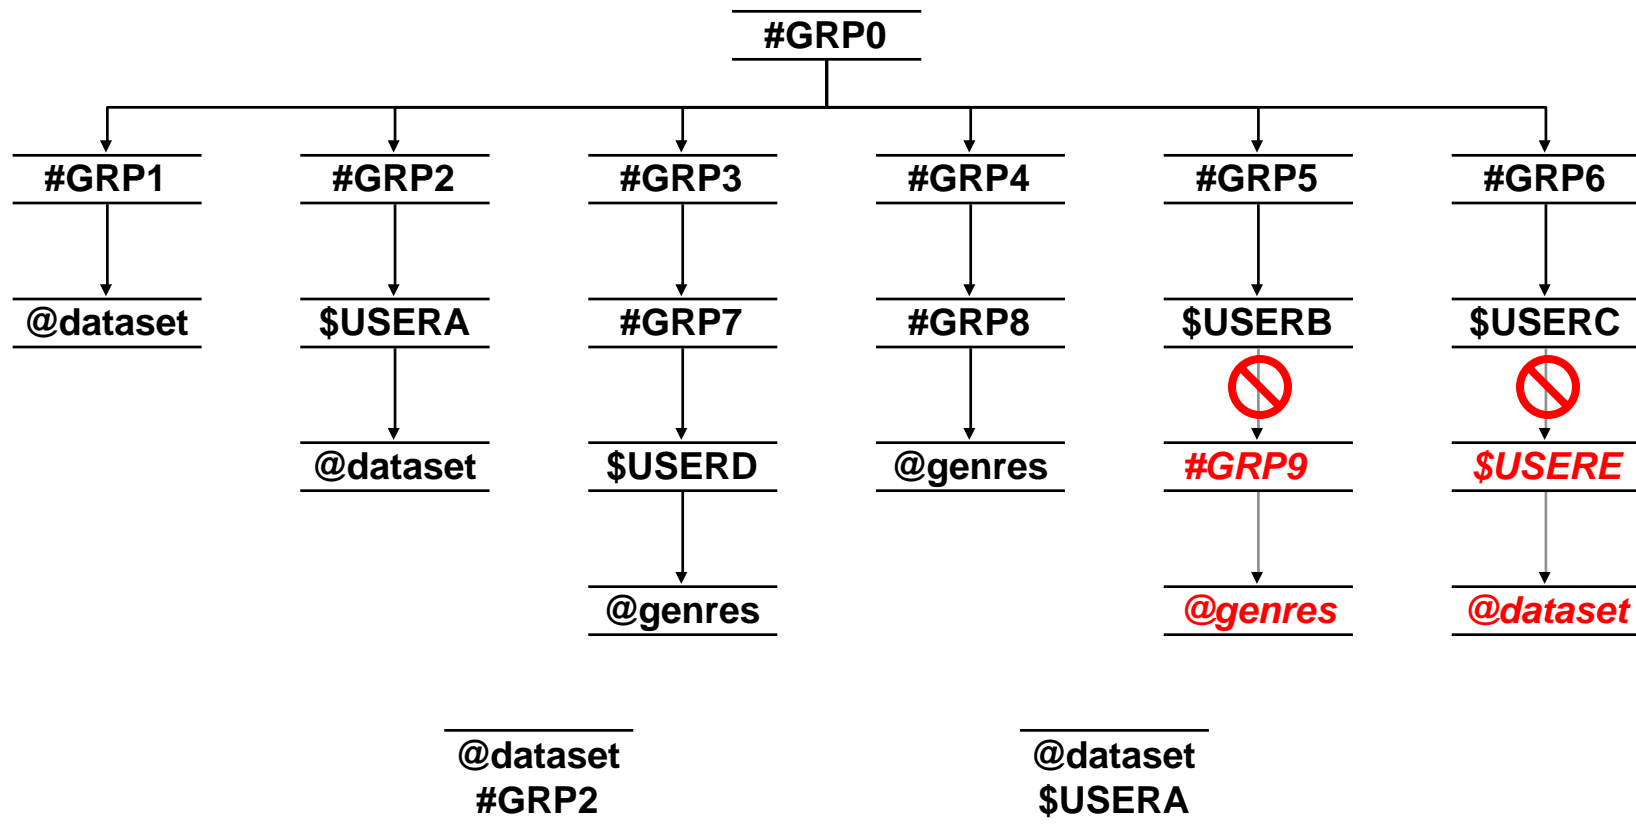 #GRP0
#GRP1 #GRP2 #GRP3 #GRP4 #GRP5 #GRP6
@dataset $USERA #GRP7 #GRP8 $USERB $USERC
@dataset $USERD @genres #GRP9 $USERE
@genres @genres @dataset
@dataset @dataset
#GRP2 $USERA